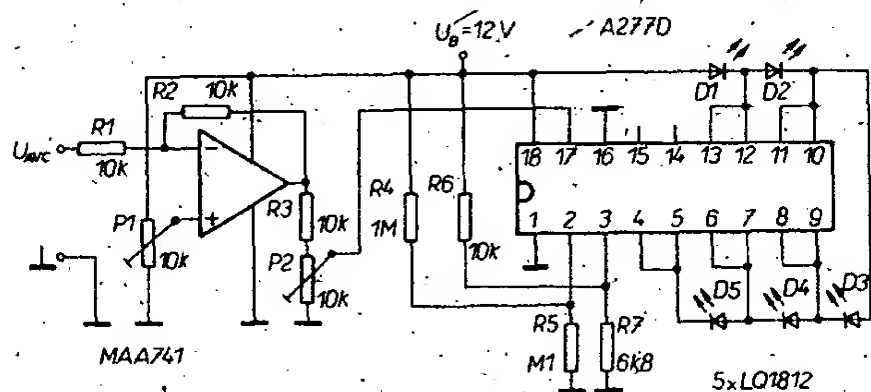 U_B=12V
A277D
R2 10k
D1
D2
R1
U_AVC
10k
18 17 16 15 14 13 12 11 10
R4
R6
1M
10k
R3
10k
P1
10k
P2
10k
1 2 3 4 5 6 7 8 9
D5
D4
D3
R5
M1
R7
6K8
MAA741
5xLQ1812